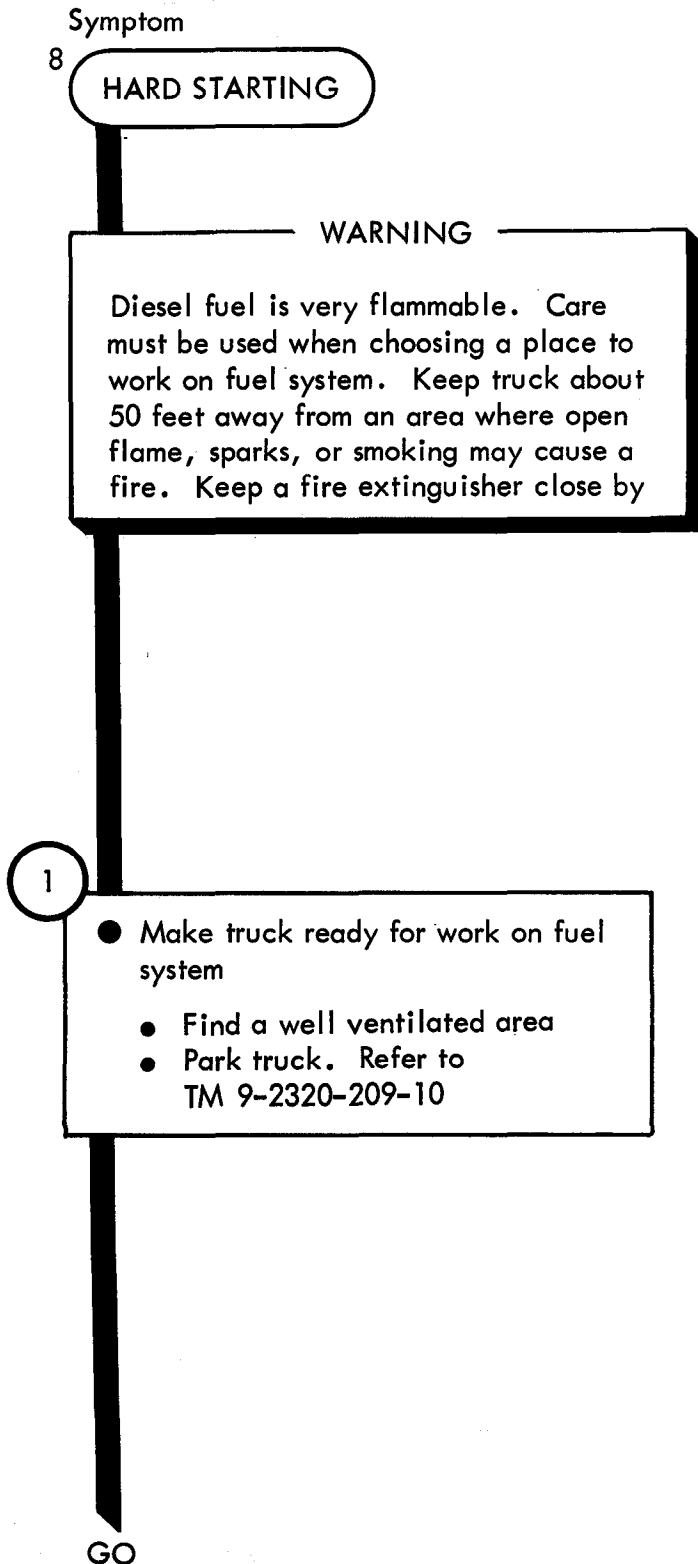 Symptom
8
HARD STARTING
WARNING
Diesel fuel is very flammable. Care
must be used when choosing a place to
work on fuel system. Keep truck about
50 feet away from an area where open
flame, sparks, or smoking may cause a
fire. Keep a fire extinguisher close by
1
● Make truck ready for work on fuel
system
● Find a well ventilated area
● Park truck. Refer to
TM 9-2320-209-10
GO